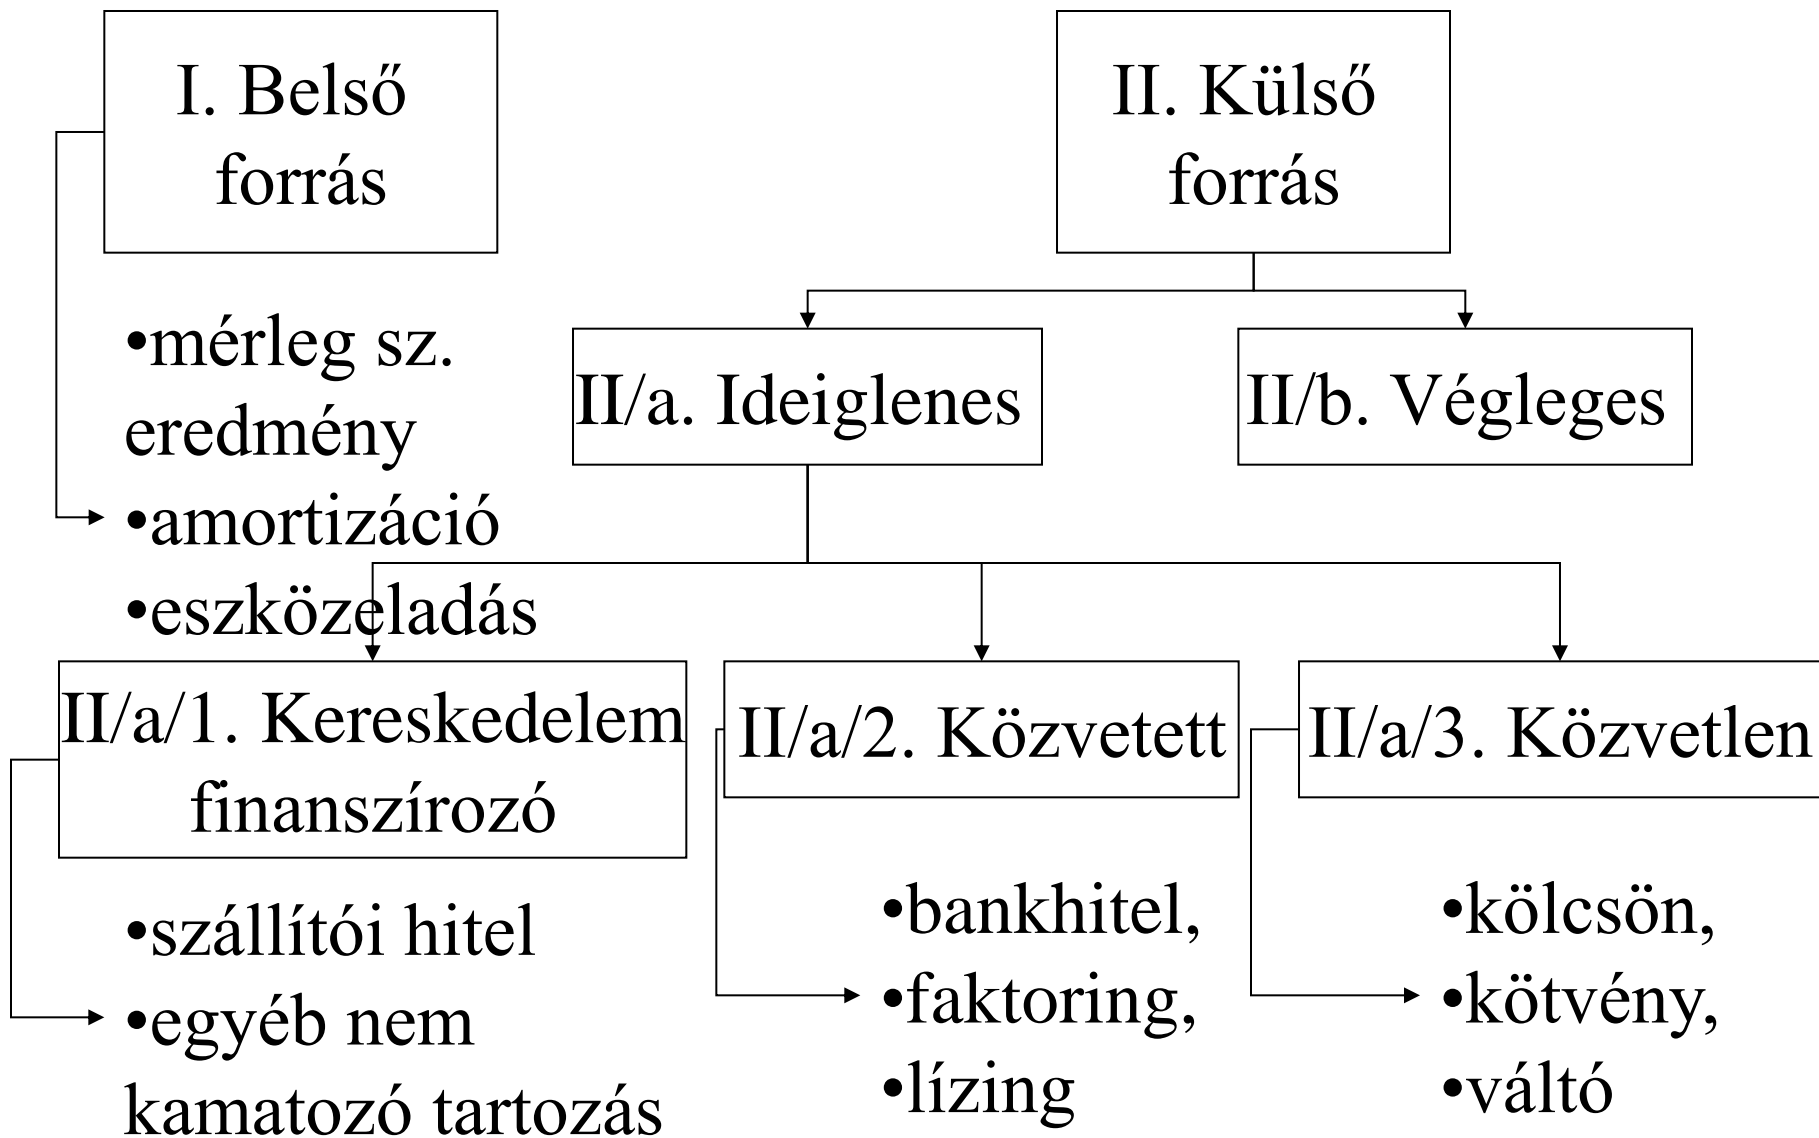 I. Belső
forrás
II. Külső
forrás
•mérleg sz.
eredmény
•amortizáció
•eszközeladás
II/a. Ideiglenes
II/b. Végleges
II/a/1. Kereskedelem
finanszírozó
II/a/2. Közvetett
II/a/3. Közvetlen
•szállítói hitel
•egyéb nem
kamatozó tartozás
•bankhitel,
•faktoring,
•lízing
•kölcsön,
•kötvény,
•váltó